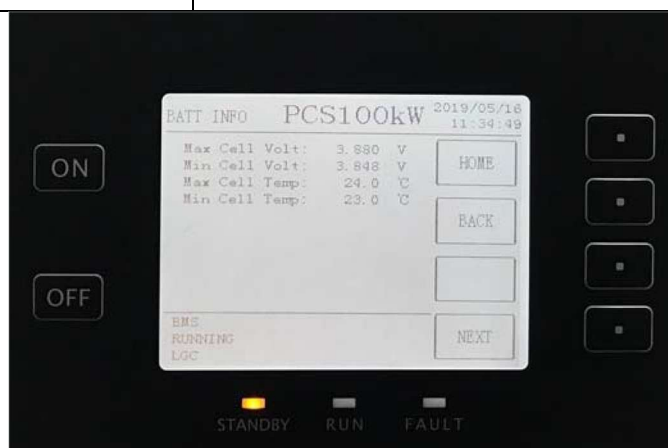 BATT INFO PCS100kW 2019/05/16
11:34:49
Max Cell Volt: 3.880 V
Min Cell Volt: 3.848 V
Max Cell Temp: 24.0 ℃
Min Cell Temp: 23.0 ℃
HOME
BACK
NEXT
BMS
RUNNING
LGC
ON
OFF
STANDBY RUN FAULT